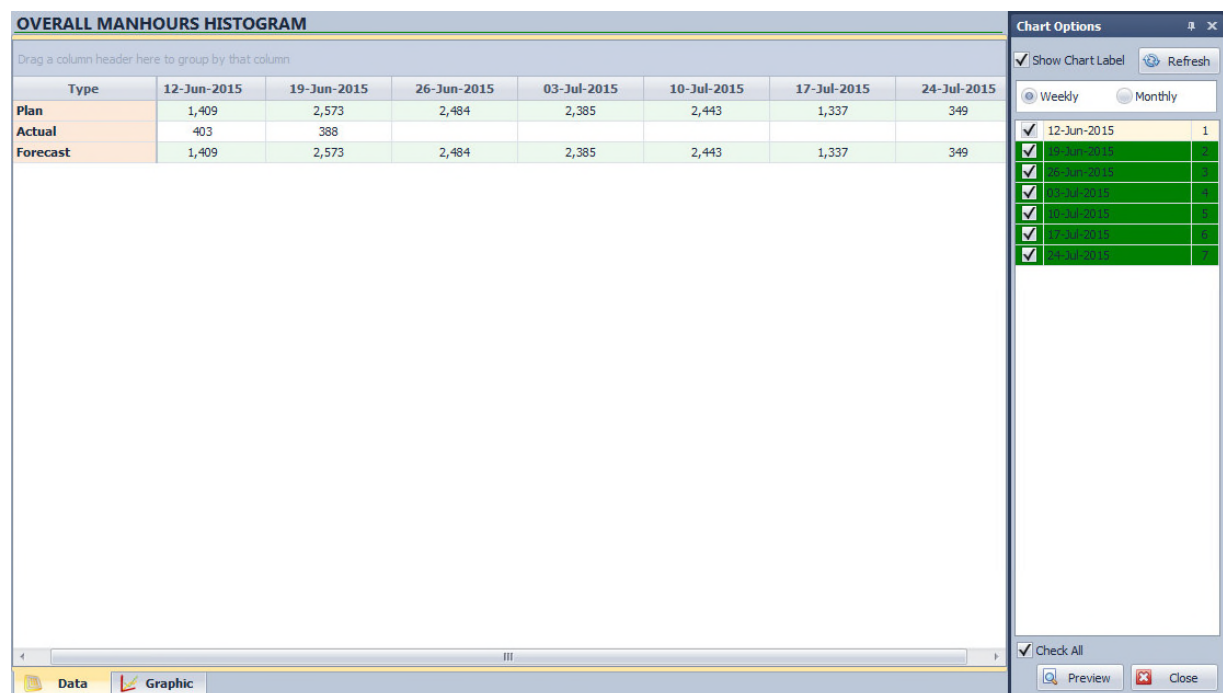 OVERALL MANHOURS HISTOGRAM
Drag a column header here to group by that column
Type 12-Jun-2015 19-Jun-2015 26-Jun-2015 03-Jul-2015 10-Jul-2015 17-Jul-2015 24-Jul-2015
Plan 1,409 2,573 2,484 2,385 2,443 1,337 349
Actual 403 388
Forecast 1,409 2,573 2,484 2,385 2,443 1,337 349
Data Graphic
Chart Options
Show Chart Label Refresh
Weekly Monthly
12-Jun-2015 1
19-Jun-2015 2
26-Jun-2015 3
03-Jul-2015 4
10-Jul-2015 5
17-Jul-2015 6
24-Jul-2015 7
Check All
Preview Close